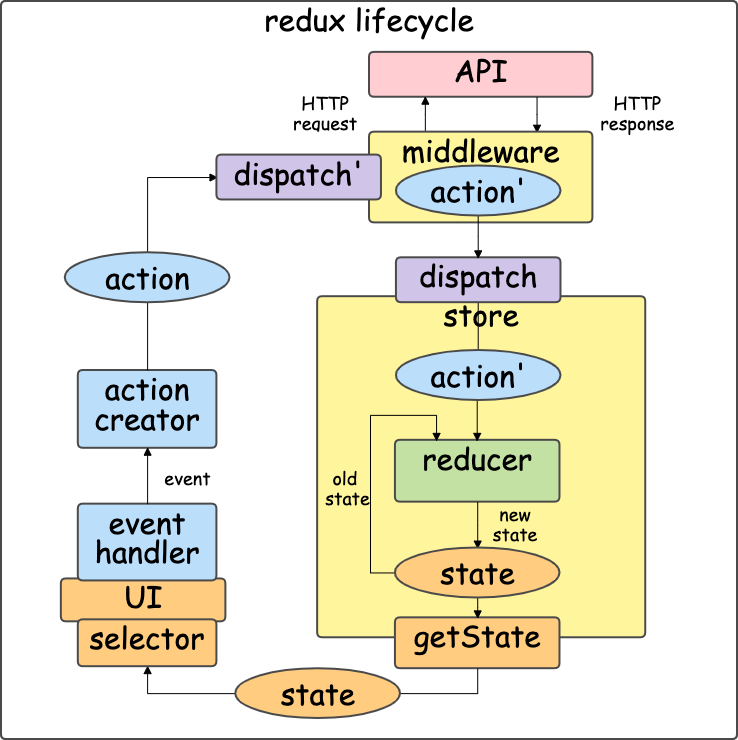 redux lifecycle
API
HTTP
request
HTTP
response
middleware
action'
dispatch'
action
dispatch
store
action'
action
creator
reducer
old
state
event
new
state
event
handler
state
UI
selector
getState
state